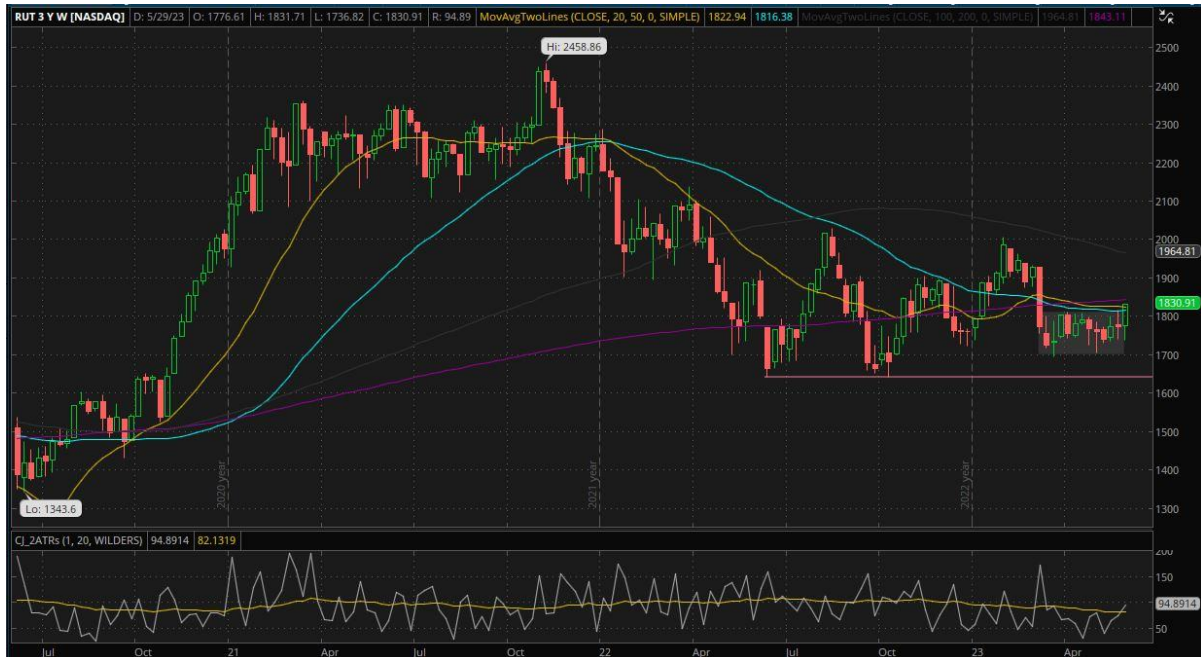 RUT 3 Y W [NASDAQ] D: 5/29/23 O: 1776.61 H: 1831.71 L: 1736.82 C: 1830.91 R: 94.89 MovAvgTwoLines (CLOSE, 20, 50, 0, SIMPLE) 1822.94 1816.38 MovAvgTwoLines (CLOSE, 100, 200, 0, SIMPLE) 1964.81 1843.11
Hi: 2458.86
2500
2400
2300
2200
2100
2000
1964.81
1900
1830.91
1800
1700
1600
1500
1400
1300
2020 year
2021 year
2022 year
Lo: 1343.6
CJ_2ATRs (1, 20, WILDERS) 94.8914 82.1319
200
150
94.8914
50
Jul Oct 21 Apr Jul Oct 22 Apr Jul Oct 23 Apr